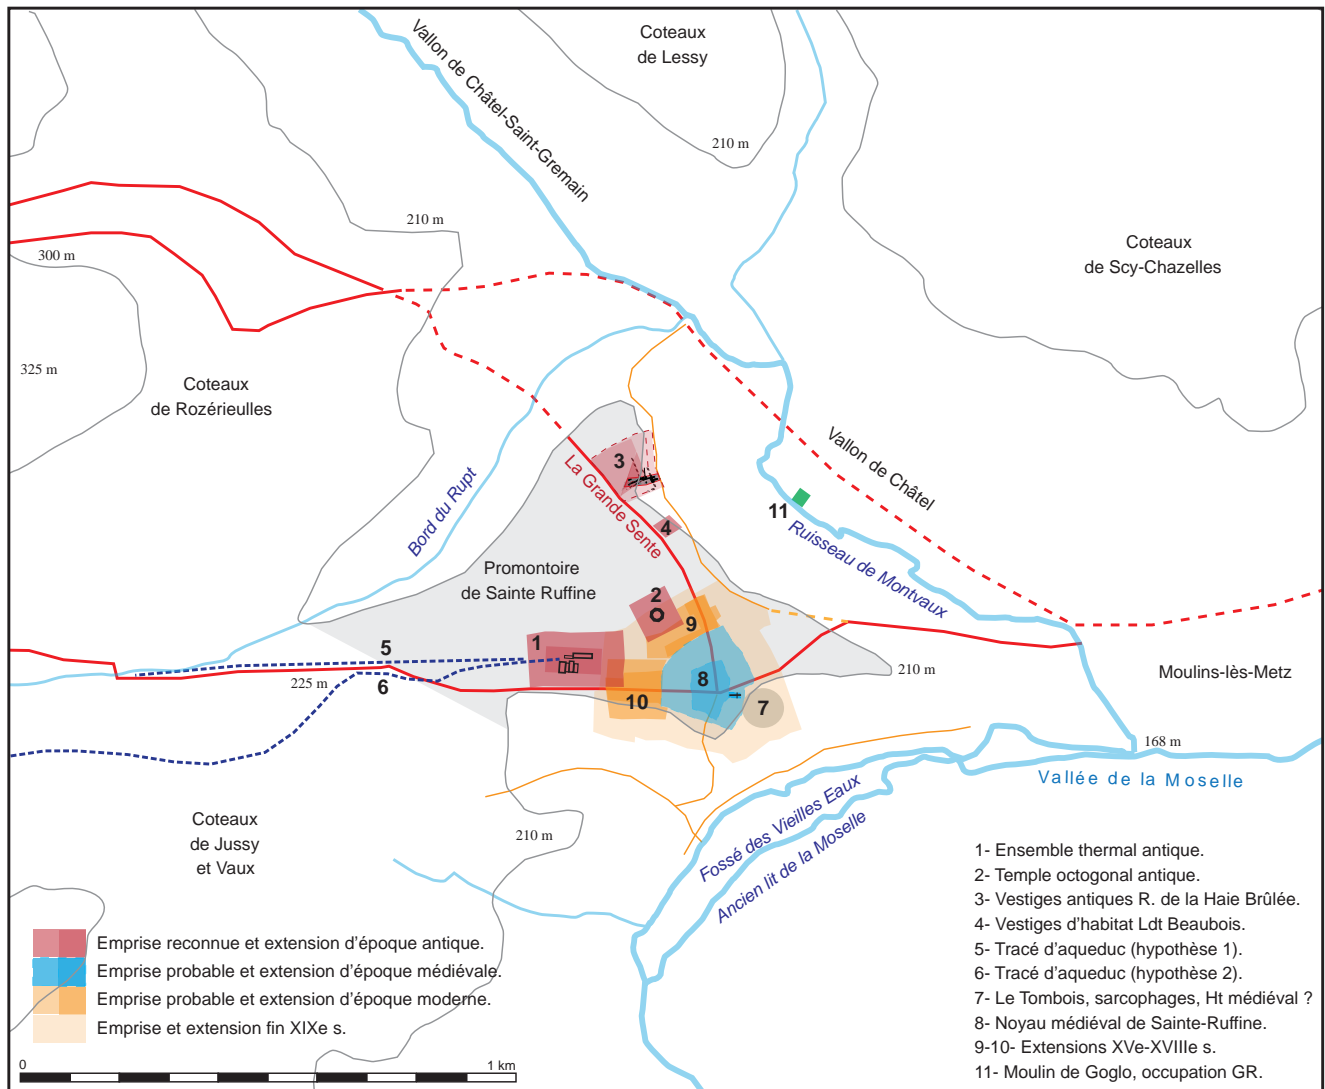 Coteaux
de Lessy
Vallon de Châtel-Saint-Gremain
210 m
210 m
300 m
Coteaux
de Scy-Chazelles
325 m
Coteaux
de Rozérieulles
Vallon de Châtel
3
La Grande Sente
Bord du Rupt
11
4
Ruisseau de Montvaux
Promontoire
de Sainte Ruffine
2
9
1
5
6
225 m
8
10
7
210 m
Moulins-lès-Metz
168 m
Vallée de la Moselle
Fossé des Vieilles Eaux
Ancien lit de la Moselle
Coteaux
de Jussy
et Vaux
210 m
1- Ensemble thermal antique.
2- Temple octogonal antique.
3- Vestiges antiques R. de la Haie Brûlée.
4- Vestiges d'habitat Ldt Beaubois.
5- Tracé d'aqueduc (hypothèse 1).
6- Tracé d'aqueduc (hypothèse 2).
7- Le Tombois, sarcophages, Ht médiéval ?
8- Noyau médiéval de Sainte-Ruffine.
9-10- Extensions XVe-XVIIIe s.
11- Moulin de Goglo, occupation GR.
Emprise reconnue et extension d'époque antique.
Emprise probable et extension d'époque médiévale.
Emprise probable et extension d'époque moderne.
Emprise et extension fin XIXe s.
0
1 km